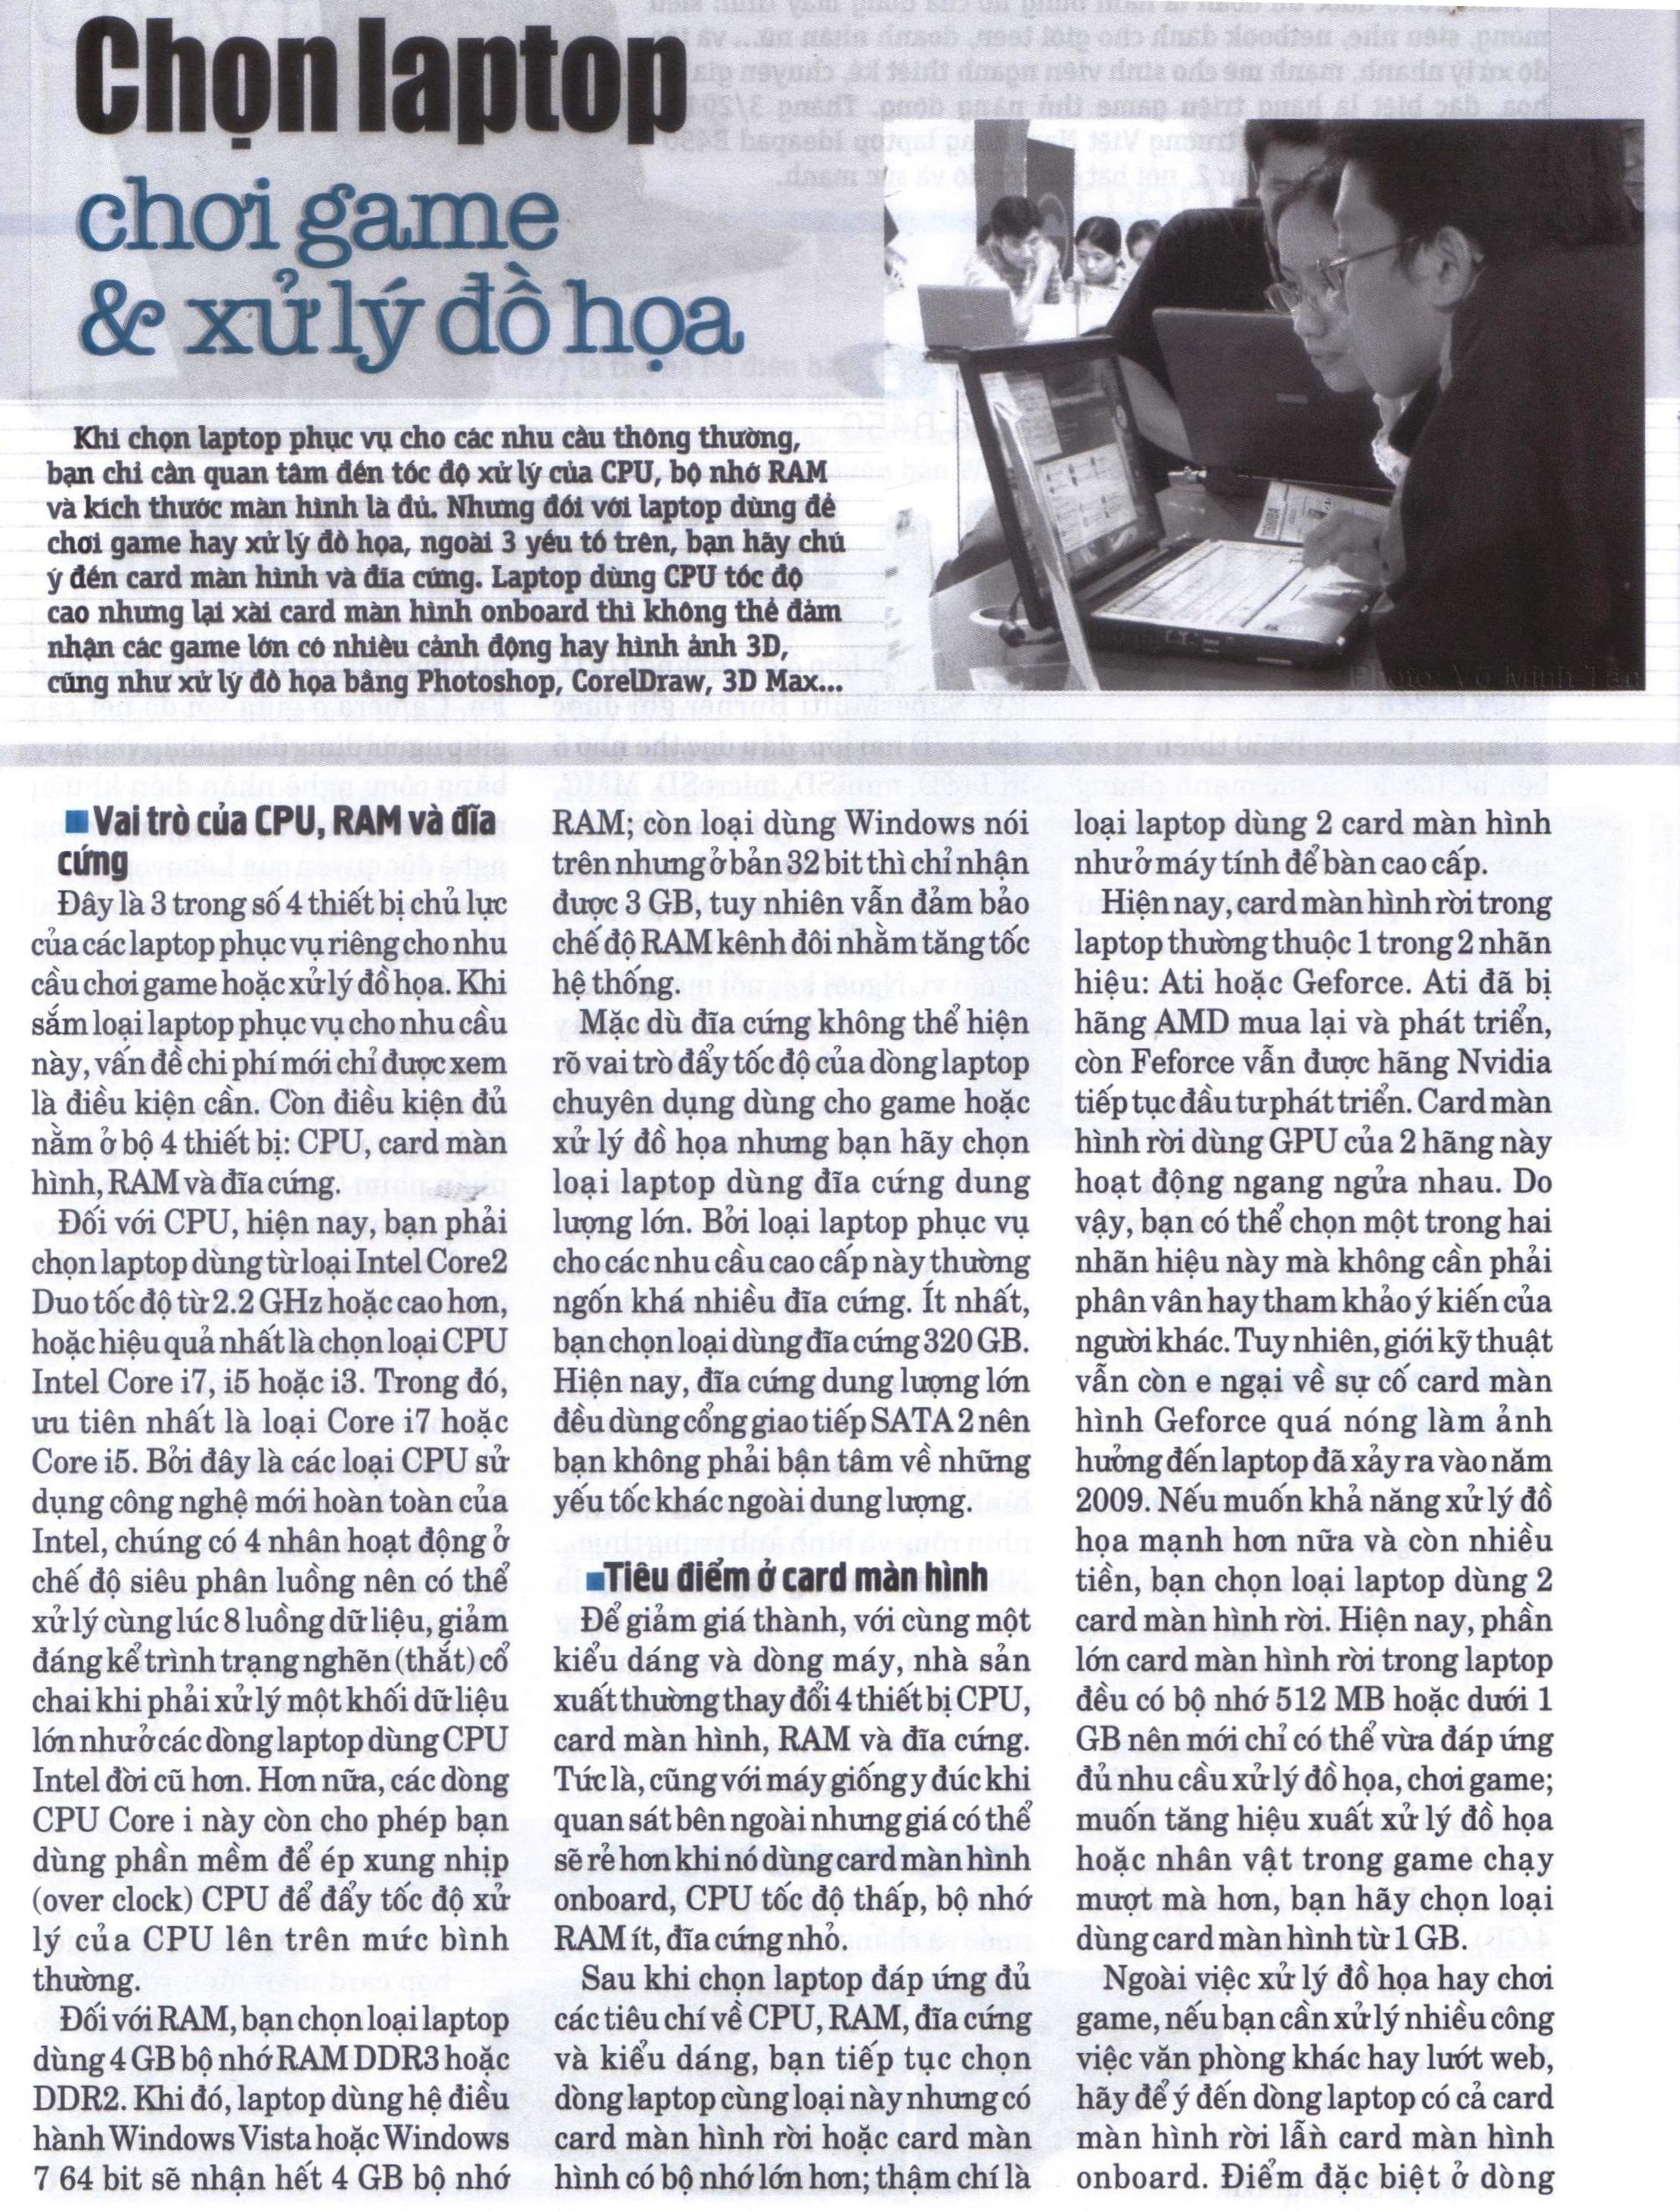 Chọn laptop
chơi game
& xử lý đồ họa
Khi chọn laptop phục vụ cho các nhu cầu thông thường,
bạn chỉ cần quan tâm đến tốc độ xử lý của CPU, bộ nhớ RAM
và kích thước màn hình là đủ. Nhưng đối với laptop dùng để
chơi game hay xử lý đồ họa, ngoài 3 yếu tố trên, bạn hãy chú
ý đến card màn hình và đĩa cứng. Laptop dùng CPU tốc độ
cao nhưng lại xài card màn hình onboard thì không thể đảm
nhận các game lớn có nhiều cảnh động hay hình ảnh 3D,
cũng như xử lý đồ họa bằng Photoshop, CorelDraw, 3D Max...
Photo: Võ Minh Tân
Vai trò của CPU, RAM và đĩa
cứng
Đây là 3 trong số 4 thiết bị chủ lực
của các laptop phục vụ riêng cho nhu
cầu chơi game hoặc xử lý đồ họa. Khi
sắm loại laptop phục vụ cho nhu cầu
này, vấn đề chi phí mới chỉ được xem
là điều kiện cần. Còn điều kiện đủ
nằm ở bộ 4 thiết bị: CPU, card màn
hình, RAM và đĩa cứng.
Đối với CPU, hiện nay, bạn phải
chọn laptop dùng từ loại Intel Core2
Duo tốc độ từ 2.2 GHz hoặc cao hơn,
hoặc hiệu quả nhất là chọn loại CPU
Intel Core i7, i5 hoặc i3. Trong đó,
ưu tiên nhất là loại Core i7 hoặc
Core i5. Bởi đây là các loại CPU sử
dụng công nghệ mới hoàn toàn của
Intel, chúng có 4 nhân hoạt động ở
chế độ siêu phân luồng nên có thể
xử lý cùng lúc 8 luồng dữ liệu, giảm
đáng kể trình trạng nghẽn (thắt) cổ
chai khi phải xử lý một khối dữ liệu
lớn như ở các dòng laptop dùng CPU
Intel đời cũ hơn. Hơn nữa, các dòng
CPU Core i này còn cho phép bạn
dùng phần mềm để ép xung nhịp
(over clock) CPU để đẩy tốc độ xử
lý của CPU lên trên mức bình
thường.
Đối với RAM, bạn chọn loại laptop
dùng 4 GB bộ nhớ RAM DDR3 hoặc
DDR2. Khi đó, laptop dùng hệ điều
hành Windows Vista hoặc Windows
7 64 bit sẽ nhận hết 4 GB bộ nhớ
RAM; còn loại dùng Windows nói
trên nhưng ở bản 32 bit thì chỉ nhận
được 3 GB, tuy nhiên vẫn đảm bảo
chế độ RAM kênh đôi nhằm tăng tốc
hệ thống.
Mặc dù đĩa cứng không thể hiện
rõ vai trò đẩy tốc độ của dòng laptop
chuyên dụng dùng cho game hoặc
xử lý đồ họa nhưng bạn hãy chọn
loại laptop dùng đĩa cứng dung
lượng lớn. Bởi loại laptop phục vụ
cho các nhu cầu cao cấp này thường
ngốn khá nhiều đĩa cứng. Ít nhất,
bạn chọn loại dùng đĩa cứng 320 GB.
Hiện nay, đĩa cứng dung lượng lớn
đều dùng cổng giao tiếp SATA 2 nên
bạn không phải bận tâm về những
yếu tốc khác ngoài dung lượng.
Tiêu điểm ở card màn hình
Để giảm giá thành, với cùng một
kiểu dáng và dòng máy, nhà sản
xuất thường thay đổi 4 thiết bị CPU,
card màn hình, RAM và đĩa cứng.
Tức là, cũng với máy giống y đúc khi
quan sát bên ngoài nhưng giá có thể
sẽ rẻ hơn khi nó dùng card màn hình
onboard, CPU tốc độ thấp, bộ nhớ
RAM ít, đĩa cứng nhỏ.
Sau khi chọn laptop đáp ứng đủ
các tiêu chí về CPU, RAM, đĩa cứng
và kiểu dáng, bạn tiếp tục chọn
dòng laptop cùng loại này nhưng có
card màn hình rời hoặc card màn
hình có bộ nhớ lớn hơn; thậm chí là
loại laptop dùng 2 card màn hình
như ở máy tính để bàn cao cấp.
Hiện nay, card màn hình rời trong
laptop thường thuộc 1 trong 2 nhãn
hiệu: Ati hoặc Geforce. Ati đã bị
hãng AMD mua lại và phát triển,
còn Feforce vẫn được hãng Nvidia
tiếp tục đầu tư phát triển. Card màn
hình rời dùng GPU của 2 hãng này
hoạt động ngang ngửa nhau. Do
vậy, bạn có thể chọn một trong hai
nhãn hiệu này mà không cần phải
phân vân hay tham khảo ý kiến của
người khác. Tuy nhiên, giới kỹ thuật
vẫn còn e ngại về sự cố card màn
hình Geforce quá nóng làm ảnh
hưởng đến laptop đã xảy ra vào năm
2009. Nếu muốn khả năng xử lý đồ
họa mạnh hơn nữa và còn nhiều
tiền, bạn chọn loại laptop dùng 2
card màn hình rời. Hiện nay, phần
lớn card màn hình rời trong laptop
đều có bộ nhớ 512 MB hoặc dưới 1
GB nên mới chỉ có thể vừa đáp ứng
đủ nhu cầu xử lý đồ họa, chơi game;
muốn tăng hiệu xuất xử lý đồ họa
hoặc nhân vật trong game chạy
mượt mà hơn, bạn hãy chọn loại
dùng card màn hình từ 1 GB.
Ngoài việc xử lý đồ họa hay chơi
game, nếu bạn cần xử lý nhiều công
việc văn phòng khác hay lướt web,
hãy để ý đến dòng laptop có cả card
màn hình rời lẫn card màn hình
onboard. Điểm đặc biệt ở dòng